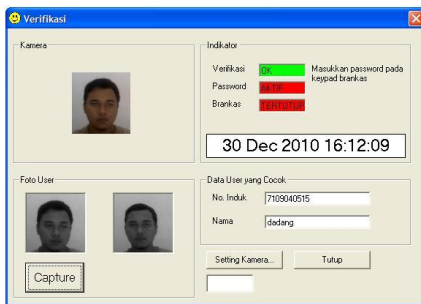 Verifikasi
Kamera
Indikator
Verifikasi OK
Masukkan password pada
keypad brankas
Password AKTIF
Brankas TERTUTUP
30 Dec 2010 16:12:09
Foto User
Data User yang Cocok
No. Induk 7109040515
Nama dadang
Capture
Setting Kamera... Tutup